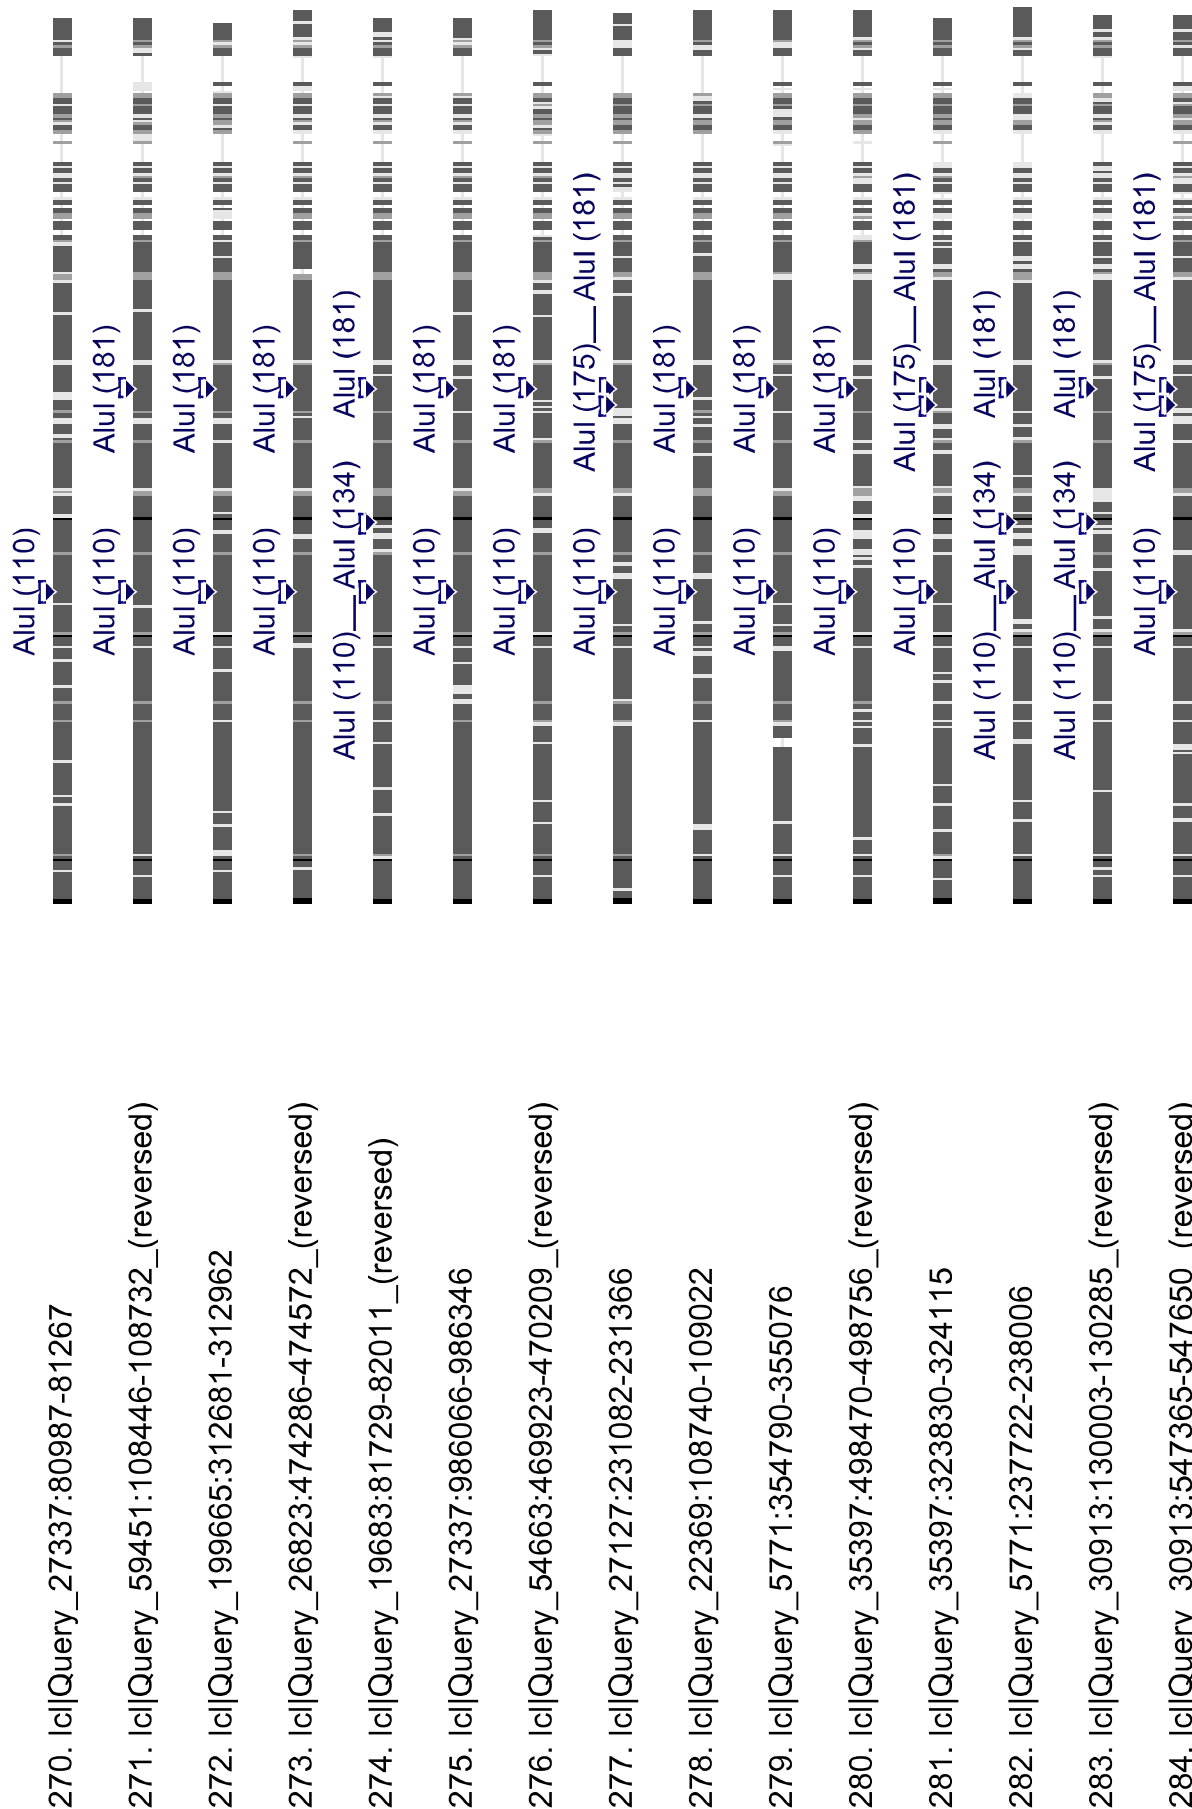 270. lcl|Query_27337:80987-81267
AluI (110)
271. lcl|Query_59451:108446-108732_(reversed)
AluI (110) AluI (181)
272. lcl|Query_199665:312681-312962
AluI (110) AluI (181)
273. lcl|Query_26823:474286-474572_(reversed)
AluI (110) AluI (181)
274. lcl|Query_19683:81729-82011_(reversed)
AluI (110) AluI (134) AluI (181)
275. lcl|Query_27337:986066-986346
AluI (110) AluI (181)
276. lcl|Query_54663:469923-470209_(reversed)
AluI (110) AluI (181)
277. lcl|Query_27127:231082-231366
AluI (110) AluI (175) AluI (181)
278. lcl|Query_22369:108740-109022
AluI (110) AluI (181)
279. lcl|Query_5771:354790-355076
AluI (110) AluI (181)
280. lcl|Query_35397:498470-498756_(reversed)
AluI (110) AluI (181)
281. lcl|Query_35397:323830-324115
AluI (110) AluI (175) AluI (181)
282. lcl|Query_5771:237722-238006
AluI (110) AluI (134) AluI (181)
283. lcl|Query_30913:130003-130285_(reversed)
AluI (110) AluI (134) AluI (181)
284. lcl|Query_30913:547365-547650_(reversed)
AluI (110) AluI (175) AluI (181)